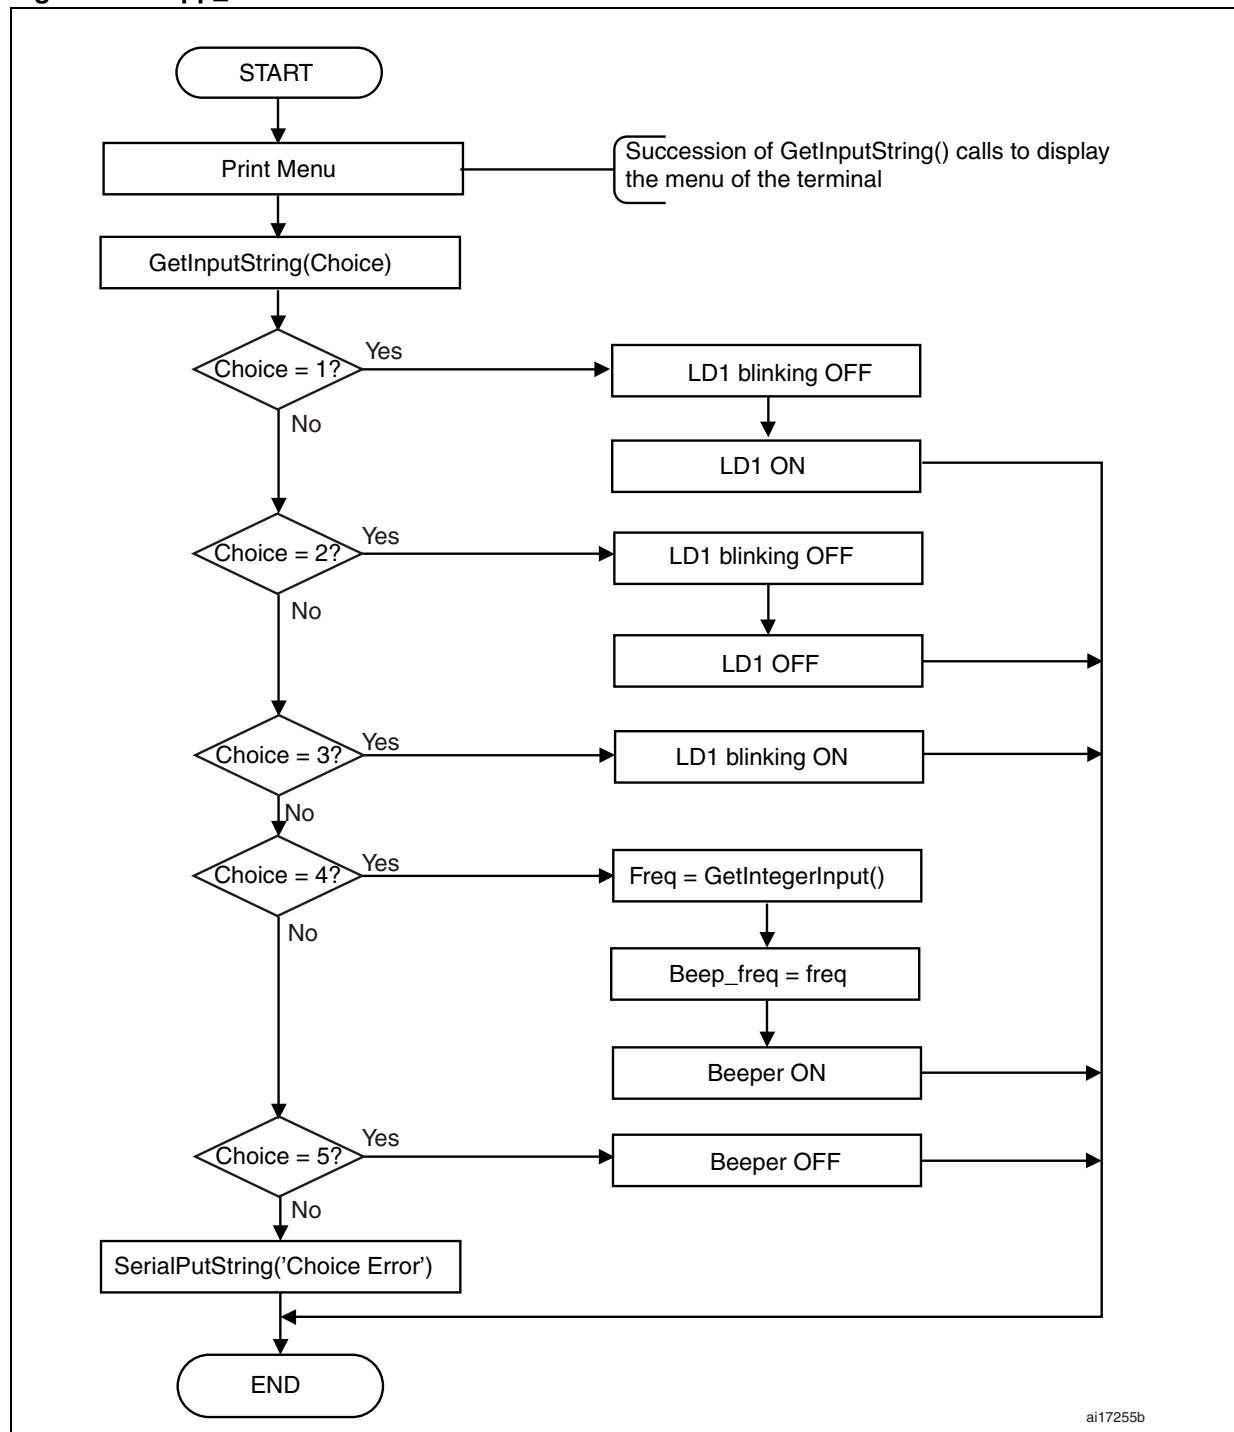 START
Print Menu
Succession of GetInputString() calls to display
the menu of the terminal
GetInputString(Choice)
Choice = 1?
Yes
LD1 blinking OFF
No
LD1 ON
Choice = 2?
Yes
LD1 blinking OFF
No
LD1 OFF
Choice = 3?
Yes
LD1 blinking ON
No
Choice = 4?
Yes
Freq = GetIntegerInput()
No
Beep_freq = freq
Beeper ON
Choice = 5?
Yes
Beeper OFF
No
SerialPutString('Choice Error')
END
ai17255b